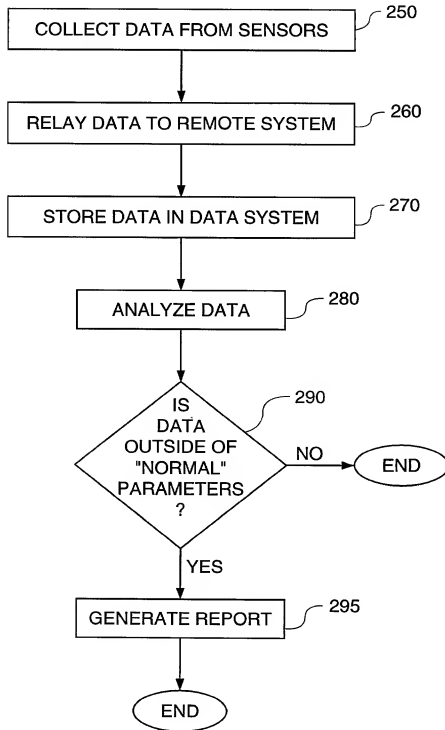 250
COLLECT DATA FROM SENSORS
260
RELAY DATA TO REMOTE SYSTEM
270
STORE DATA IN DATA SYSTEM
280
ANALYZE DATA
290
IS
DATA
OUTSIDE OF
"NORMAL"
PARAMETERS
?
NO
END
YES
295
GENERATE REPORT
END